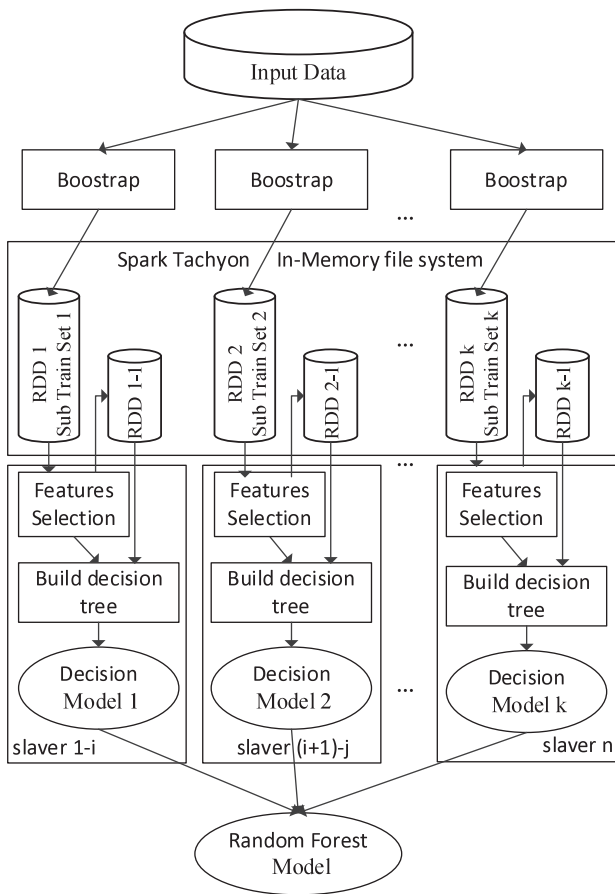 Input Data
Boostrap
Boostrap
Boostrap
...
Spark Tachyon In-Memory file system
RDD 1
Sub Train Set 1
RDD 1-1
RDD 2
Sub Train Set 2
RDD 2-1
...
RDD k
Sub Train Set k
RDD k-1
...
Features
Selection
Features
Selection
Features
Selection
Build decision
tree
Build decision
tree
Build decision
tree
Decision
Model 1
Decision
Model 2
...
Decision
Model k
slaver 1-i
slaver (i+1)-j
slaver n
Random Forest
Model